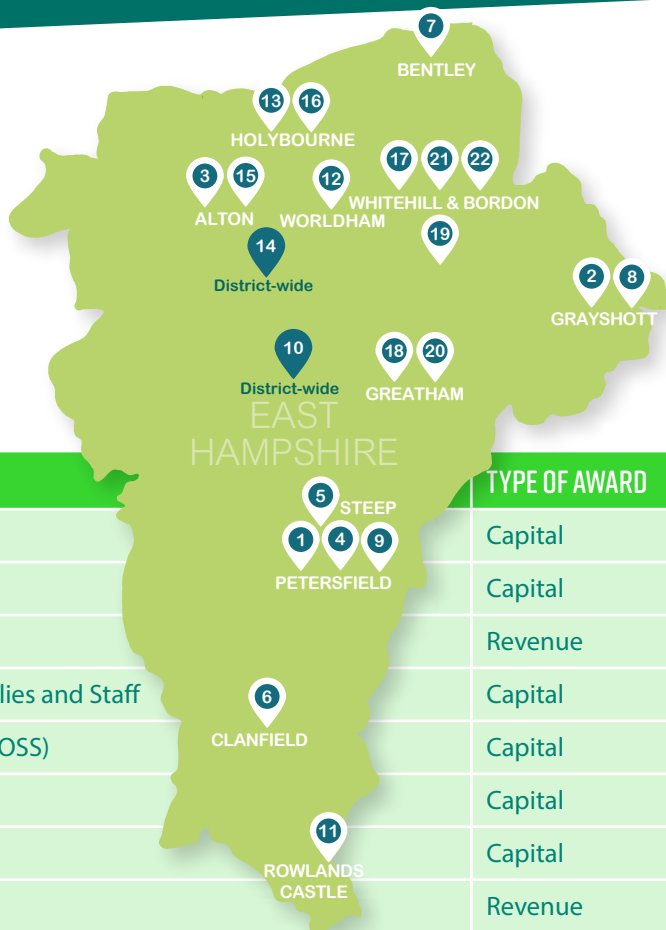 7
BENTLEY
13 16
HOLYBOURNE
3 15
ALTON
12
WORLDHAM
17 21 22
WHITEHILL & BORDON
19
14
District-wide
2 8
GRAYSHOTT
10
District-wide
18 20
GREATHAM
EAST
HAMPSHIRE
TYPE OF AWARD
5
STEEP
1 4 9
PETERSFIELD
Capital
Capital
Revenue
lies and Staff
Capital
6
CLANFIELD
OSS)
Capital
Capital
11
ROWLANDS
CASTLE
Capital
Revenue